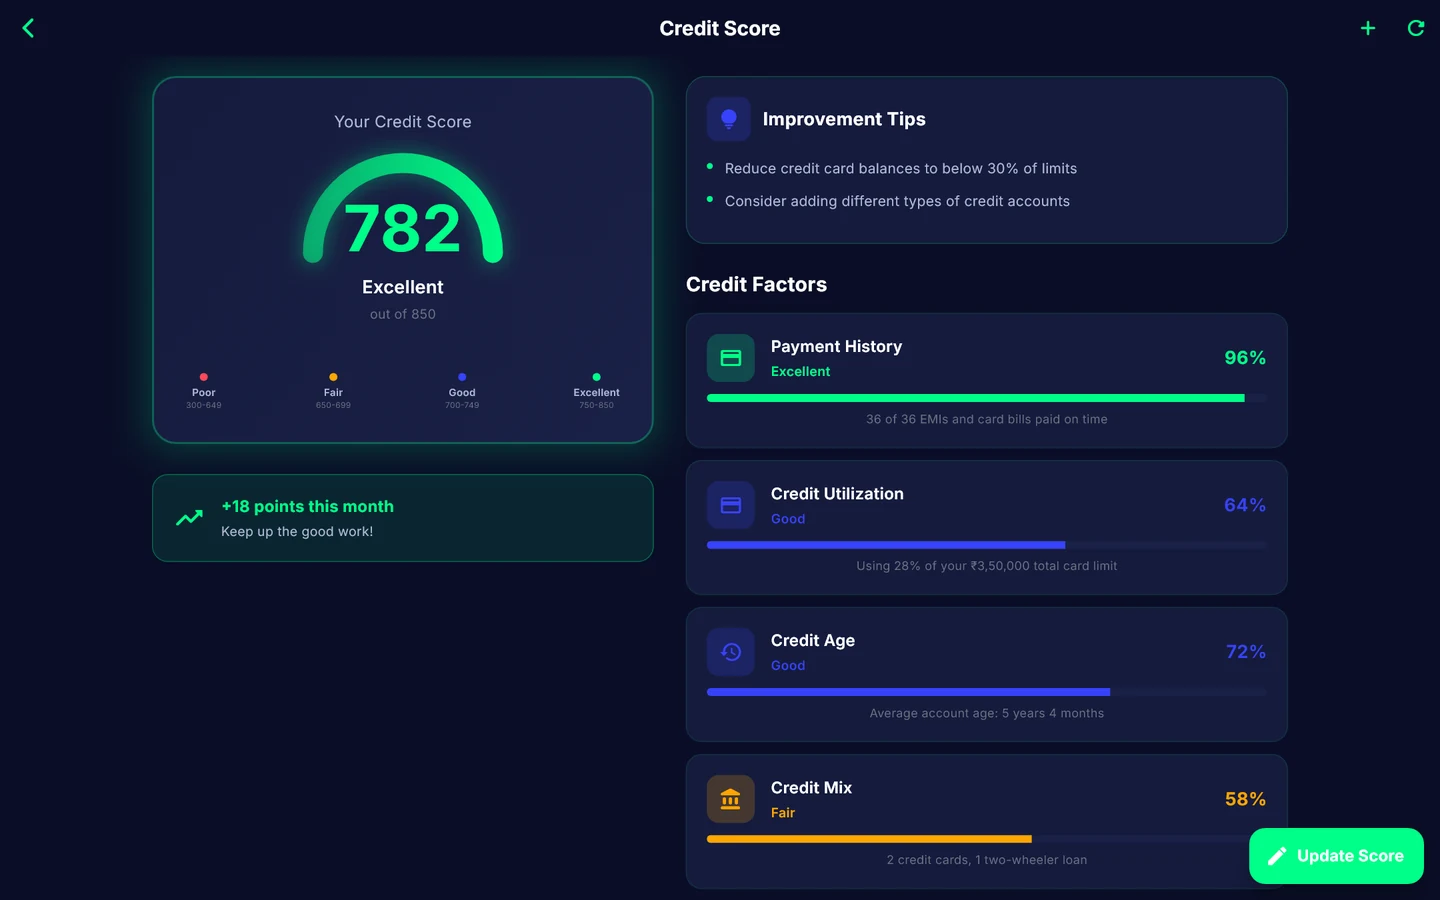 Credit Score
Your Credit Score
782
Excellent
out of 850
Poor
300-649
Fair
650-699
Good
700-749
Excellent
750-850
+18 points this month
Keep up the good work!
Improvement Tips
Reduce credit card balances to below 30% of limits
Consider adding different types of credit accounts
Credit Factors
Payment History
Excellent
96%
36 of 36 EMIs and card bills paid on time
Credit Utilization
Good
64%
Using 28% of your ₹3,50,000 total card limit
Credit Age
Good
72%
Average account age: 5 years 4 months
Credit Mix
Fair
58%
2 credit cards, 1 two-wheeler loan
Update Score